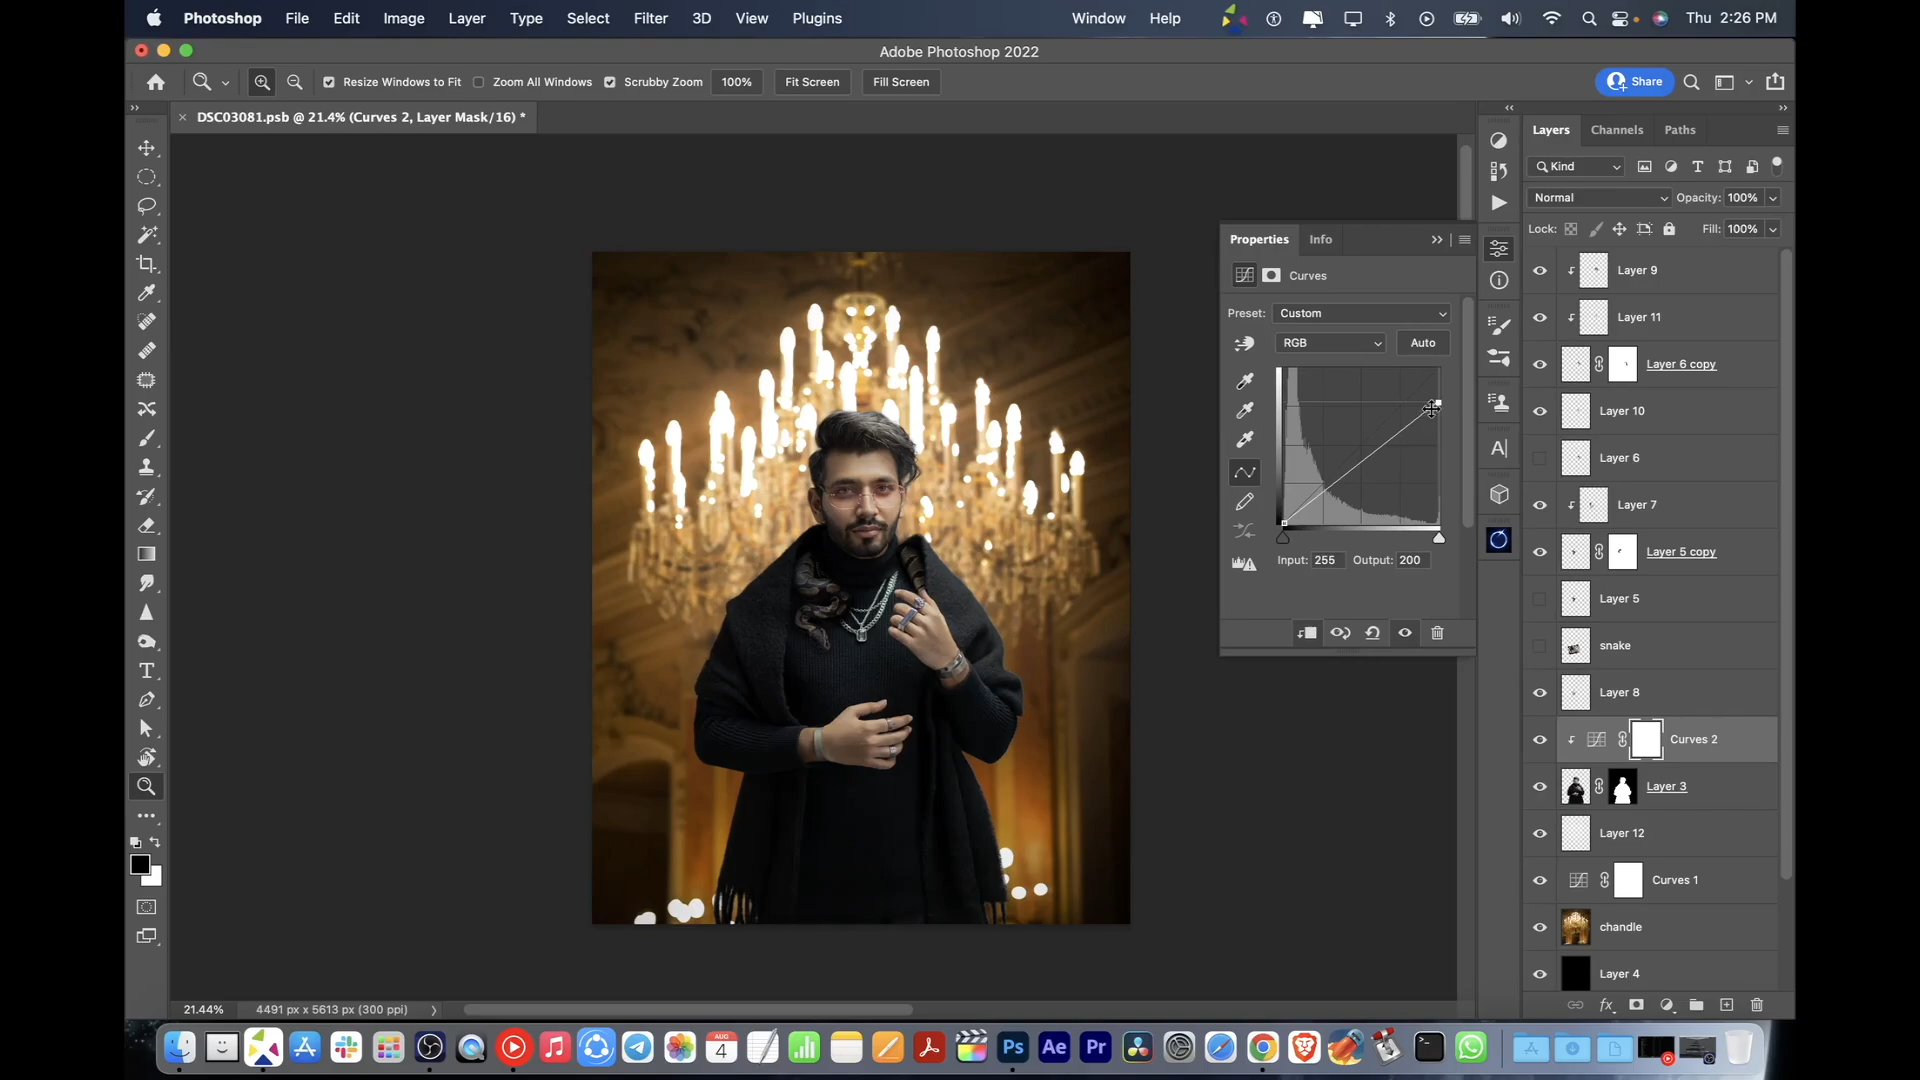 Photoshop File Edit Image Layer Type Select Filter 3D View Plugins Window Help Thu 2:26 PM
Adobe Photoshop 2022
Resize Windows to Fit Zoom All Windows Scrubby Zoom 100% Fit Screen Fill Screen Share
DSC03081.psb @ 21.4% (Curves 2, Layer Mask/16) *
Layers Channels Paths
Kind
Normal Opacity: 100%
Lock: Fill: 100%
Properties Info
Curves
Preset: Custom
RGB Auto
Input: 255 Output: 200
Layer 9
Layer 11
Layer 6 copy
Layer 10
Layer 6
Layer 7
Layer 5 copy
Layer 5
snake
Layer 8
Curves 2
Layer 3
Layer 12
Curves 1
chandle
Layer 4
21.44% 4491 px x 5613 px (300 ppi)
AUG
4
Ps Ae Pr